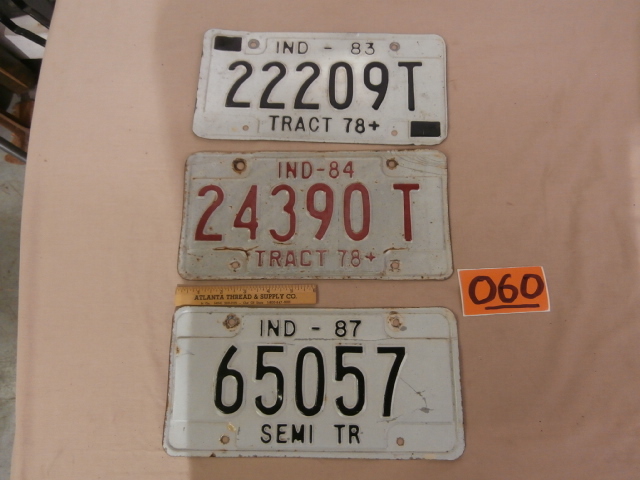 IND - 83
22209T
TRACT 78+
IND-84
24390 T
TRACT 78+
ATLANTA THREAD & SUPPLY CO.
060
IND - 87
65057
SEMI TR